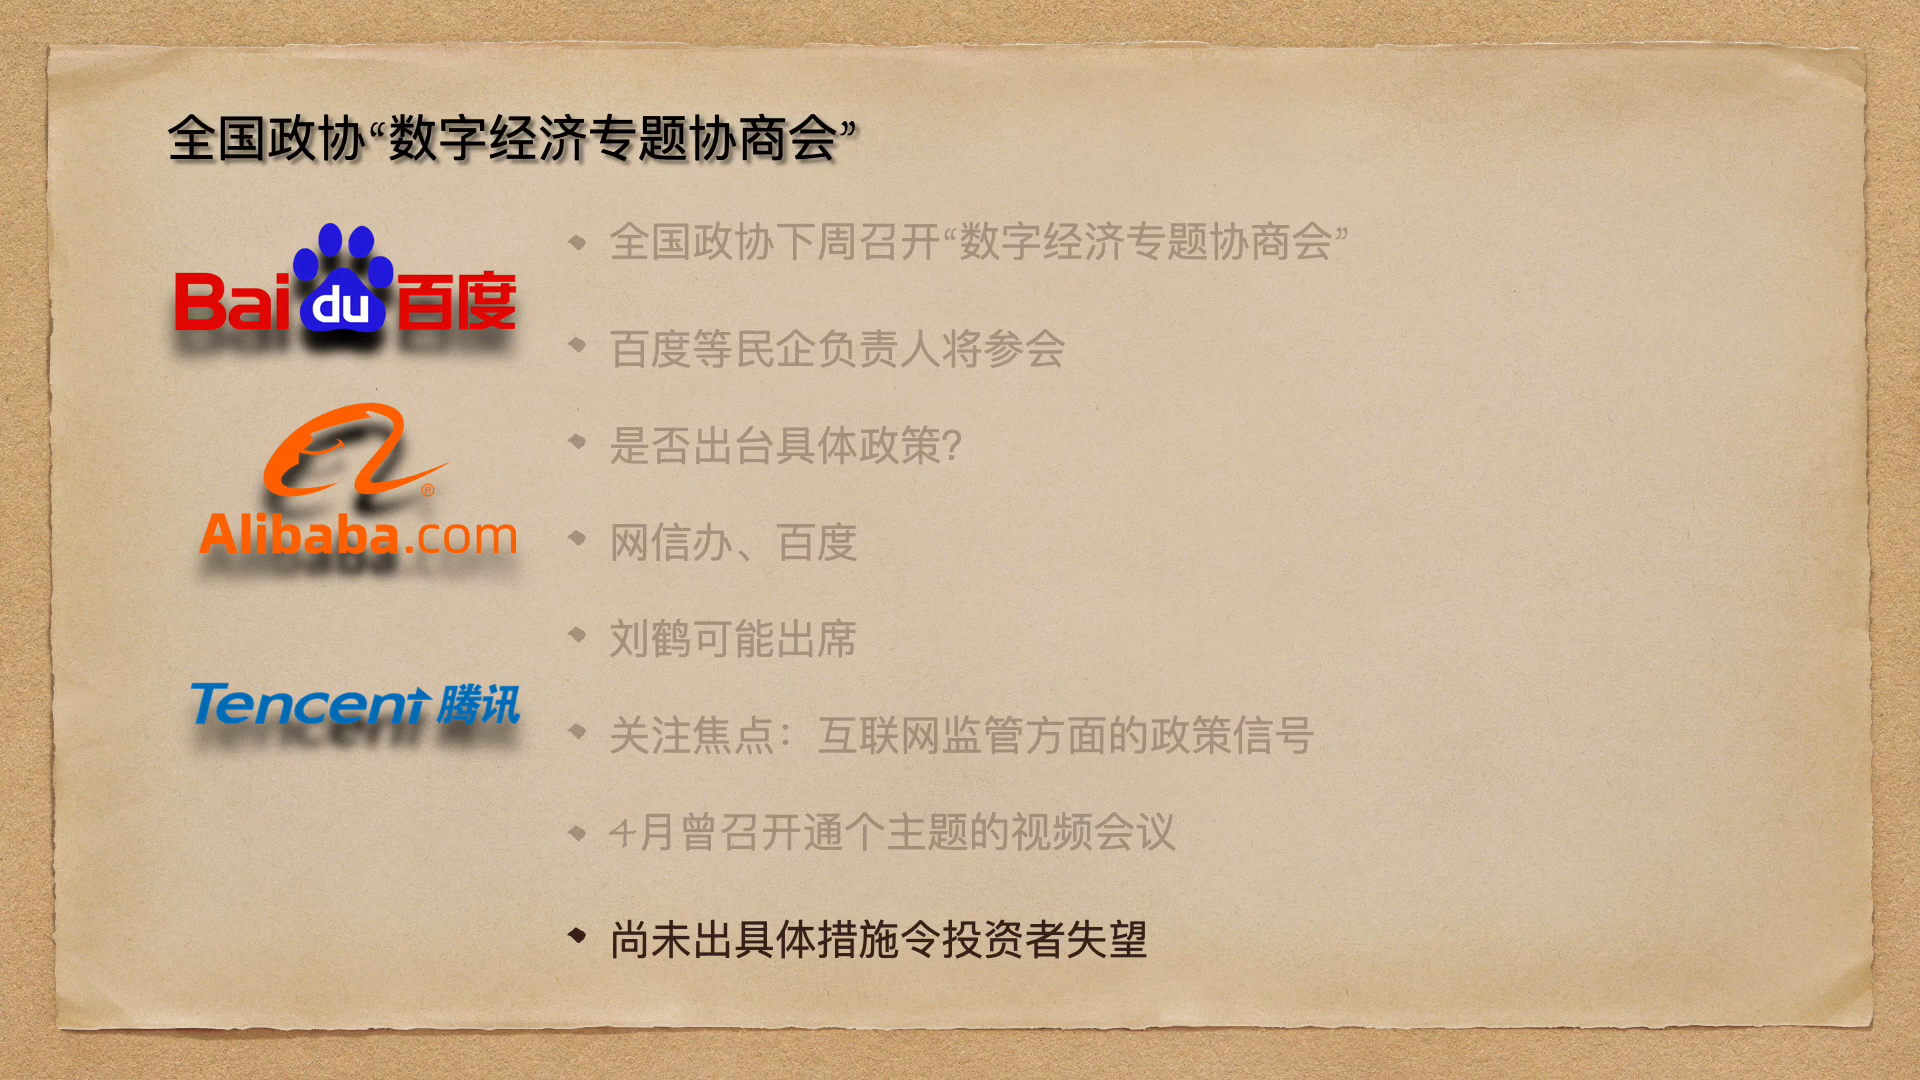 全国政协“数字经济专题协商会”
Baidu百度
Alibaba.com
Tencent 腾讯
全国政协下周召开“数字经济专题协商会”
百度等民企负责人将参会
是否出台具体政策?
网信办、百度
刘鹤可能出席
关注焦点：互联网监管方面的政策信号
4月曾召开通个主题的视频会议
尚未出具体措施令投资者失望